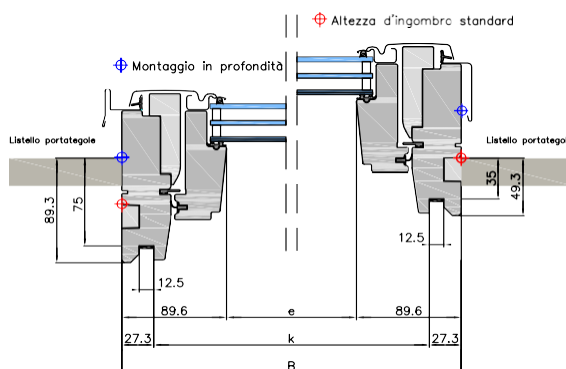 Altezza d'ingombro standard
Montaggio in profondità
Listello portategole
Listello portategol
89.3
75
35
49.3
12.5
12.5
89.6
e
89.6
27.3
k
27.3